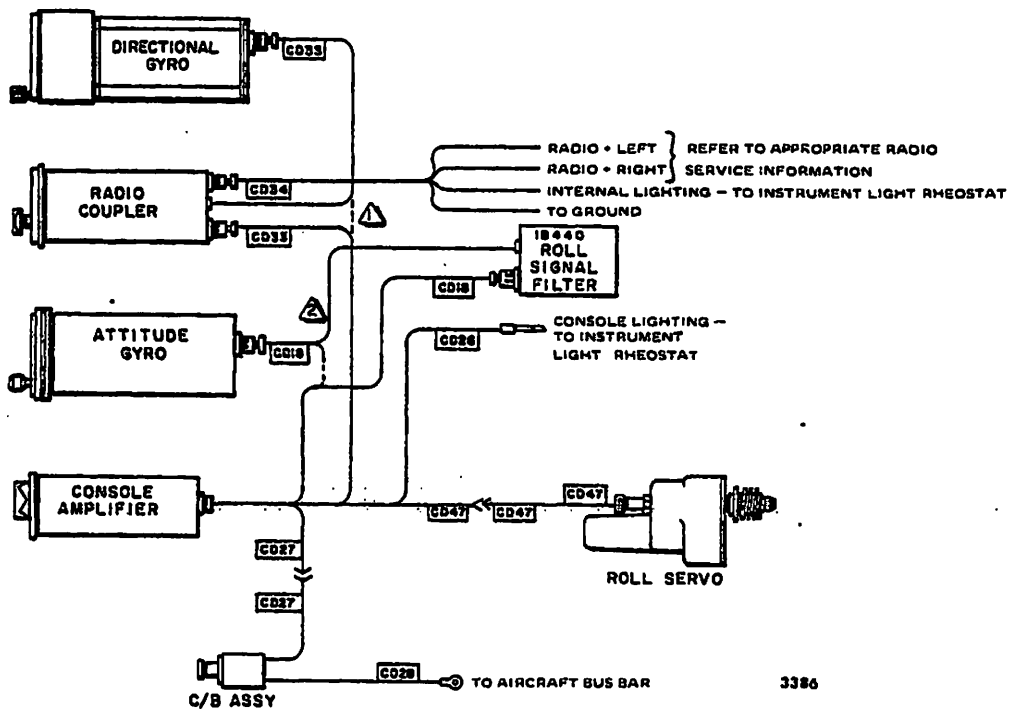 DIRECTIONAL
GYRO
CD33
RADIO
COUPLER
CD34
CD33
RADIO + LEFT
RADIO + RIGHT
REFER TO APPROPRIATE RADIO
SERVICE INFORMATION
INTERNAL LIGHTING — TO INSTRUMENT LIGHT RHEOSTAT
TO GROUND
1
1B440
ROLL
SIGNAL
FILTER
CD18
2
ATTITUDE
GYRO
CD18
CD26
CONSOLE LIGHTING —
TO INSTRUMENT
LIGHT RHEOSTAT
CONSOLE
AMPLIFIER
CD47
CD47
CD47
ROLL SERVO
CD27
CD27
C/B ASSY
CD28
TO AIRCRAFT BUS BAR
3386